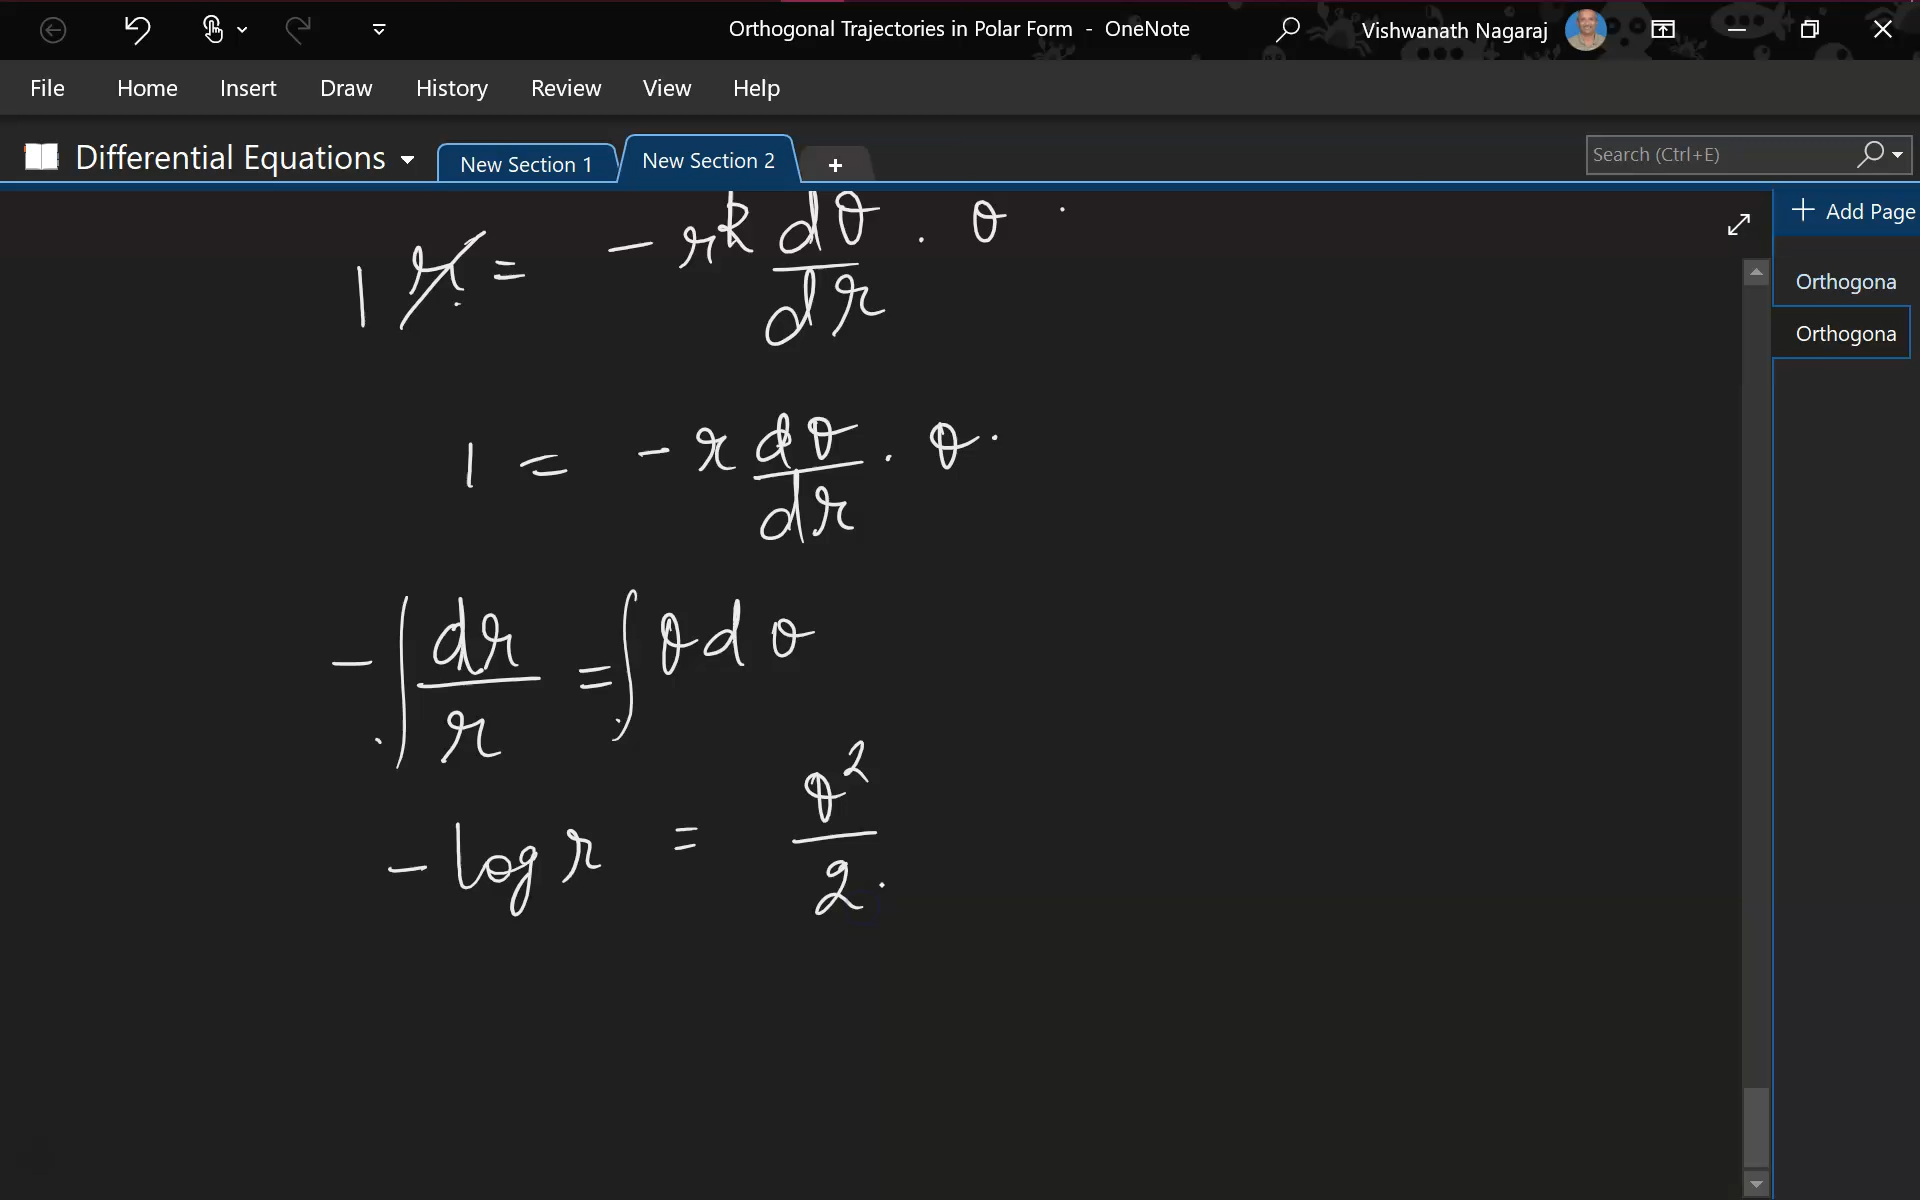 Orthogonal Trajectories in Polar Form - OneNote
Vishwanath Nagaraj
File Home Insert Draw History Review View Help
Differential Equations New Section 1 New Section 2 +
Search (Ctrl+E)
+ Add Page
Orthogona
Orthogona
1 r = - r² dθ/dr . θ
1 = - r dθ/dr . θ.
- ∫ dr/r = ∫ θ dθ
- log r = θ²/2.